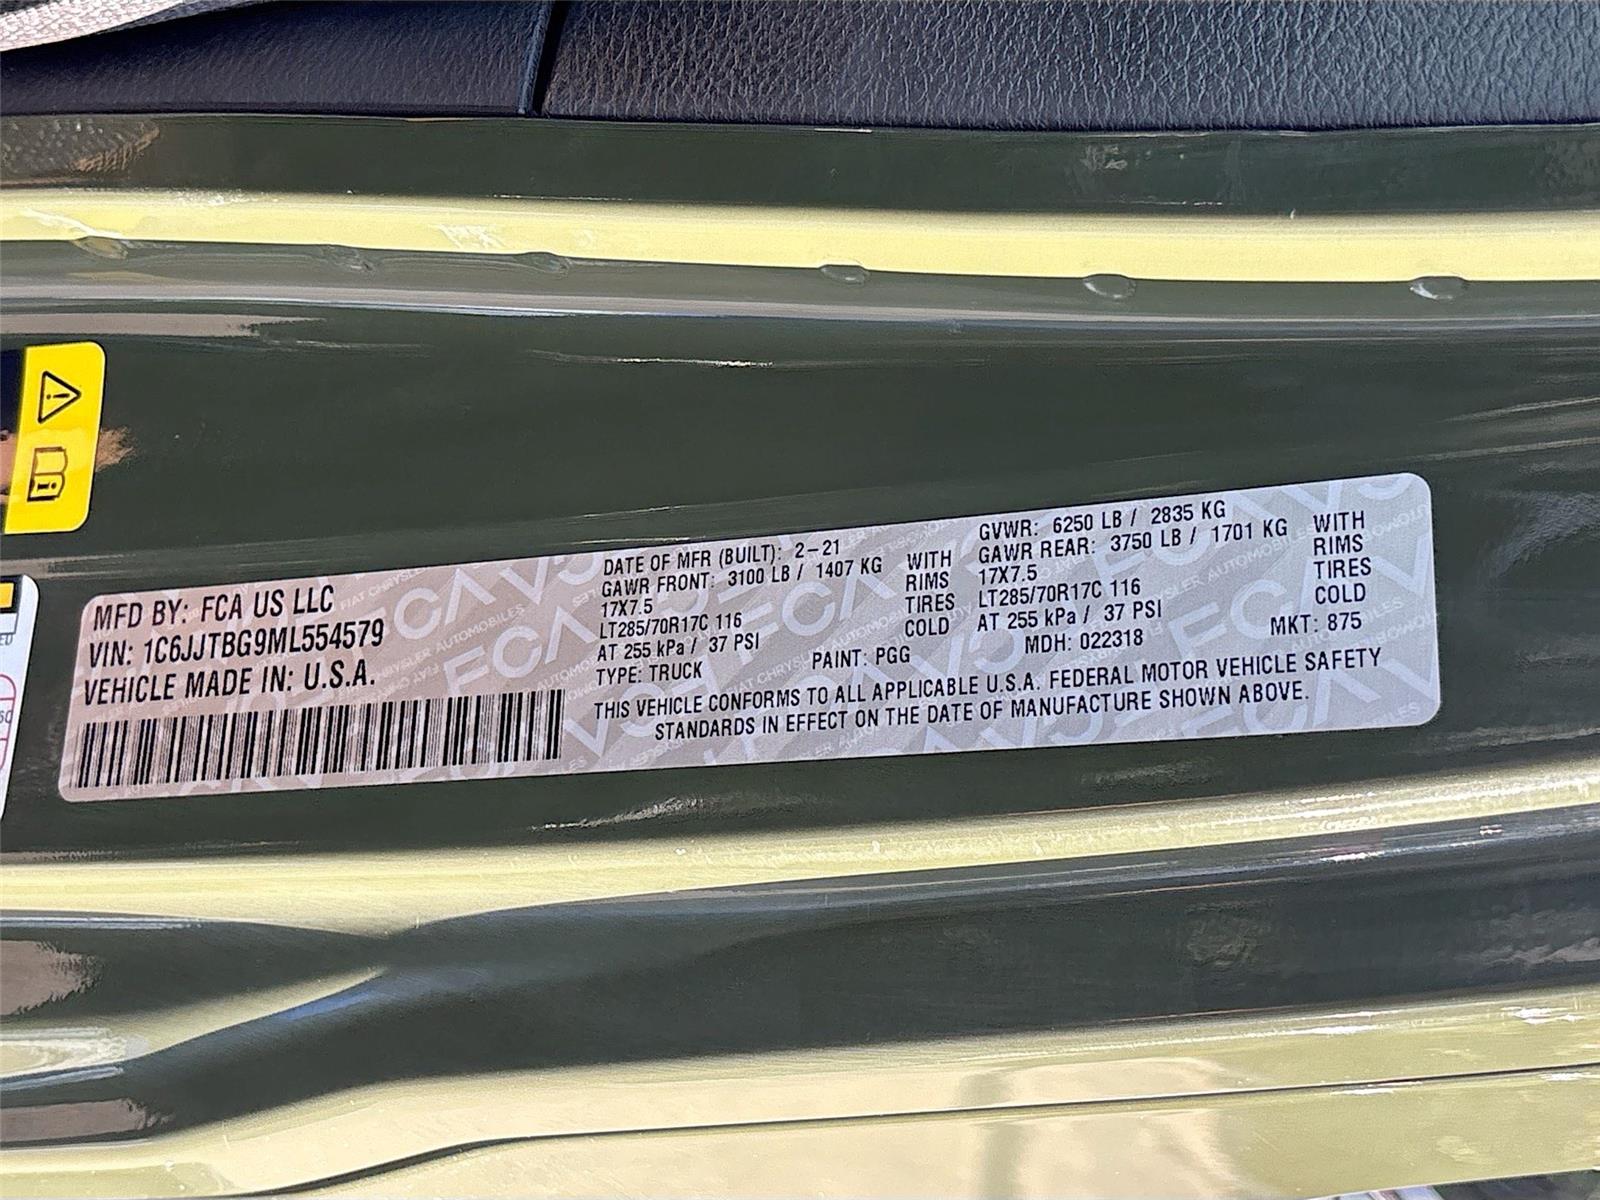 MFD BY: FCA US LLC
VIN: 1C6JJTBG9ML554579
VEHICLE MADE IN: U.S.A.
DATE OF MFR (BUILT): 2-21
GAWR FRONT: 3100 LB / 1407 KG WITH
17X7.5 RIMS
LT285/70R17C 116 TIRES
AT 255 kPa / 37 PSI COLD
TYPE: TRUCK PAINT: PGG
GVWR: 6250 LB / 2835 KG
GAWR REAR: 3750 LB / 1701 KG WITH
17X7.5 RIMS
LT285/70R17C 116 TIRES
AT 255 kPa / 37 PSI COLD
MDH: 022318 MKT: 875
THIS VEHICLE CONFORMS TO ALL APPLICABLE U.S.A. FEDERAL MOTOR VEHICLE SAFETY
STANDARDS IN EFFECT ON THE DATE OF MANUFACTURE SHOWN ABOVE.